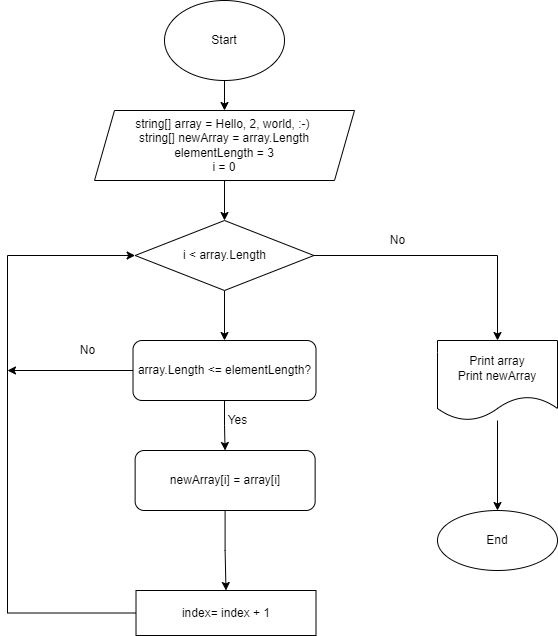 Start
string[] array = Hello, 2, world, :-)
string[] newArray = array.Length
elementLength = 3
i = 0
i < array.Length
No
No
array.Length <= elementLength?
Print array
Print newArray
Yes
newArray[i] = array[i]
End
index= index + 1